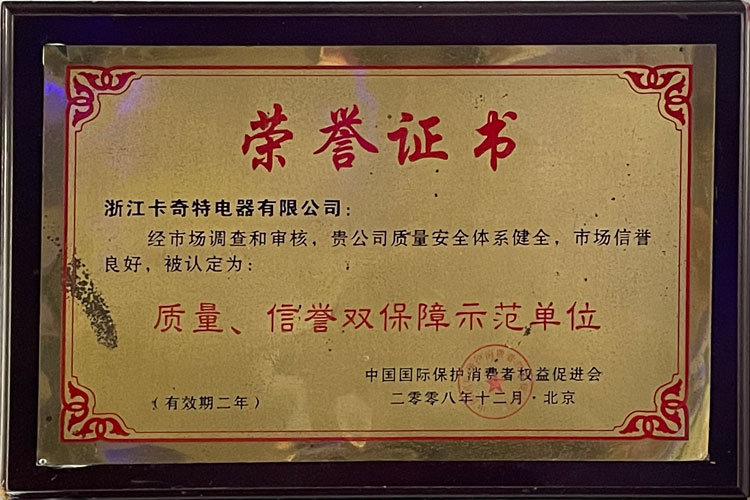 荣誉证书
浙江卡奇特电器有限公司：
经市场调查和审核，贵公司质量安全体系健全，市场信誉
良好，被认定为：
质量、信誉双保障示范单位
中国国际保护消费者权益促进会
（有效期二年）
二零零八年十二月·北京